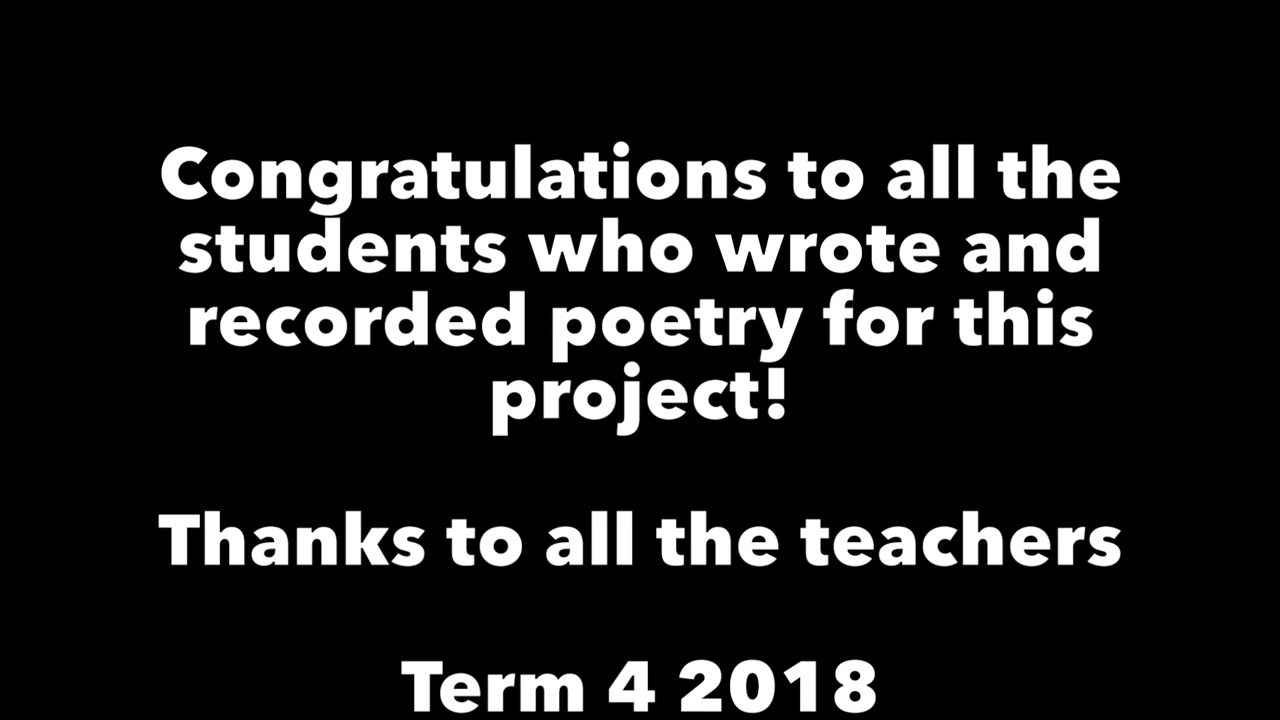 Congratulations to all the
students who wrote and
recorded poetry for this
project!
Thanks to all the teachers
Term 4 2018